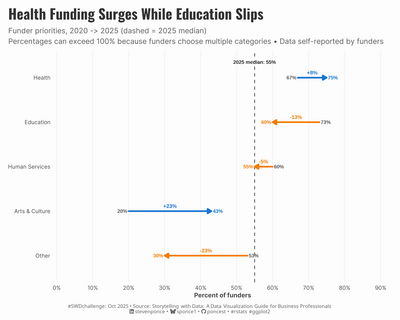 Health Funding Surges While Education Slips
Funder priorities, 2020 -> 2025 (dashed = 2025 median)
Percentages can exceed 100% because funders choose multiple categories • Data self-reported by funders
2025 median: 55%
Health
67%
+8%
75%
Education
60%
-13%
73%
Human Services
55%
-5%
60%
Arts & Culture
20%
+23%
43%
Other
30%
-23%
53%
0% 10% 20% 30% 40% 50% 60% 70% 80% 90%
Percent of funders
#SWDchallenge: Oct 2025 • Source: Storytelling with Data: A Data Visualization Guide for Business Professionals
stevenponce • sponce1 • poncest • #rstats #ggplot2